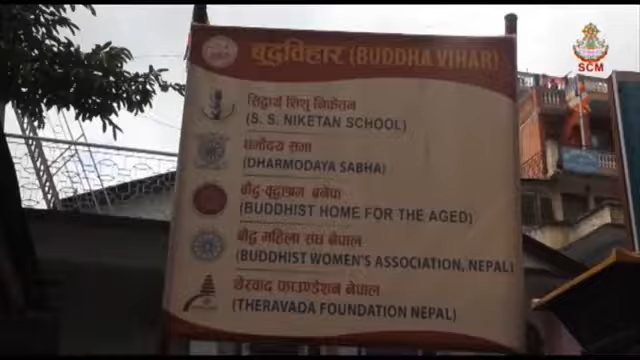 बुद्धविहार (BUDDHA VIHAR)
सिद्धार्थ शिशु निकेतन
(S. S. NIKETAN SCHOOL)
धर्मोदय सभा
(DHARMODAYA SABHA)
बौद्ध-वृद्धाश्रम बनेपा
(BUDDHIST HOME FOR THE AGED)
बौद्ध महिला संघ नेपाल
(BUDDHIST WOMEN'S ASSOCIATION, NEPAL)
थेरवाद फाउण्डेशन नेपाल
(THERAVADA FOUNDATION NEPAL)
SCM